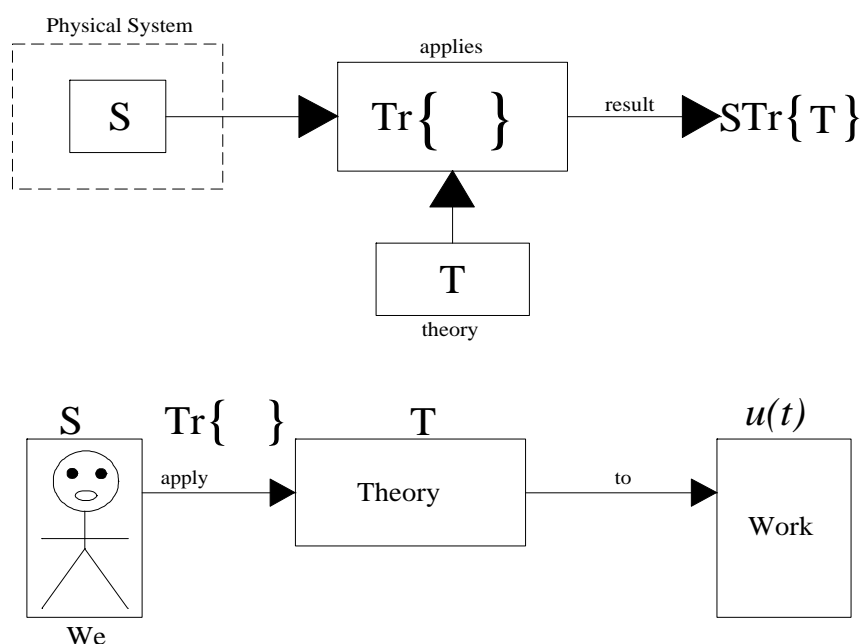 Physical System
applies
S
Tr{ }
result
STr{T}
T
theory
S
Tr{ }
T
u(t)
apply
Theory
to
Work
We